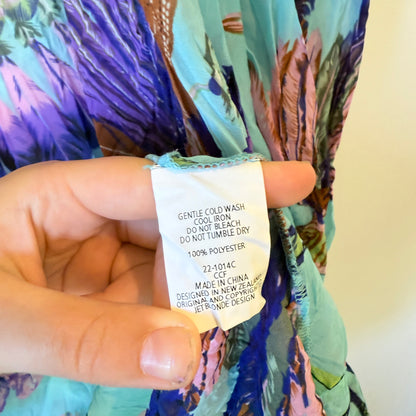 GENTLE COLD WASH
COOL IRON
DO NOT BLEACH
DO NOT TUMBLE DRY
100% POLYESTER
22-1014C
CCF
MADE IN CHINA
DESIGNED IN NEW ZEALAND
ORIGINAL AND COPYRIGHT
JET BLONDE DESIGN